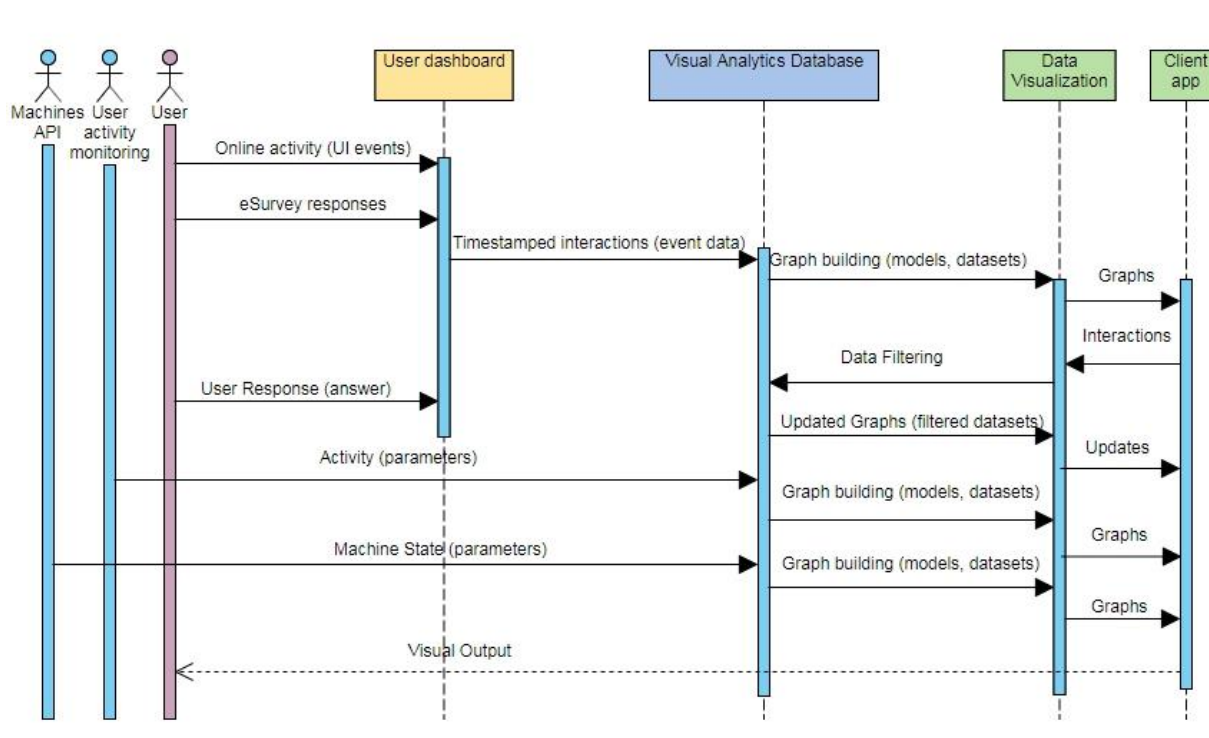 User dashboard
Visual Analytics Database
Data
Visualization
Client
app
Machines
API
User
activity
monitoring
User
Online activity (UI events)
eSurvey responses
Timestamped interactions (event data)
Graph building (models, datasets)
Graphs
Interactions
Data Filtering
User Response (answer)
Updated Graphs (filtered datasets)
Updates
Activity (parameters)
Graph building (models, datasets)
Graphs
Machine State (parameters)
Graph building (models, datasets)
Graphs
Visual Output